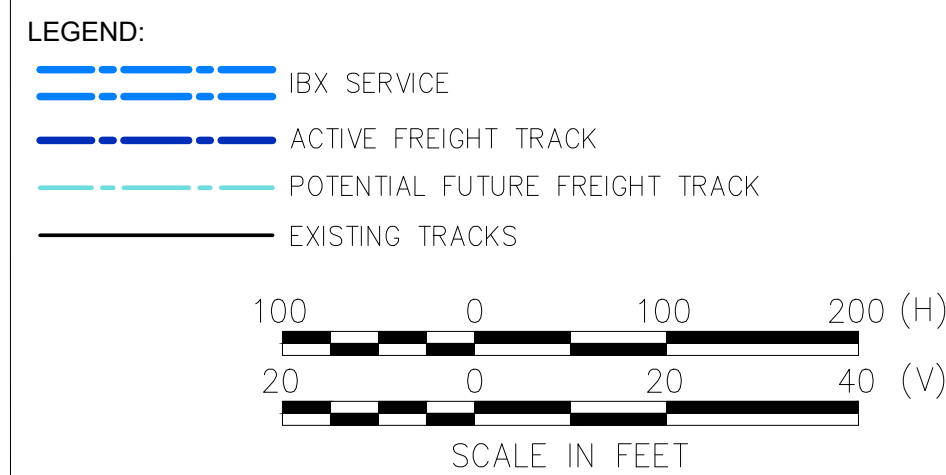 LEGEND:
IBX SERVICE
ACTIVE FREIGHT TRACK
POTENTIAL FUTURE FREIGHT TRACK
EXISTING TRACKS
100 0 100 200 (H)
20 0 20 40 (V)
SCALE IN FEET